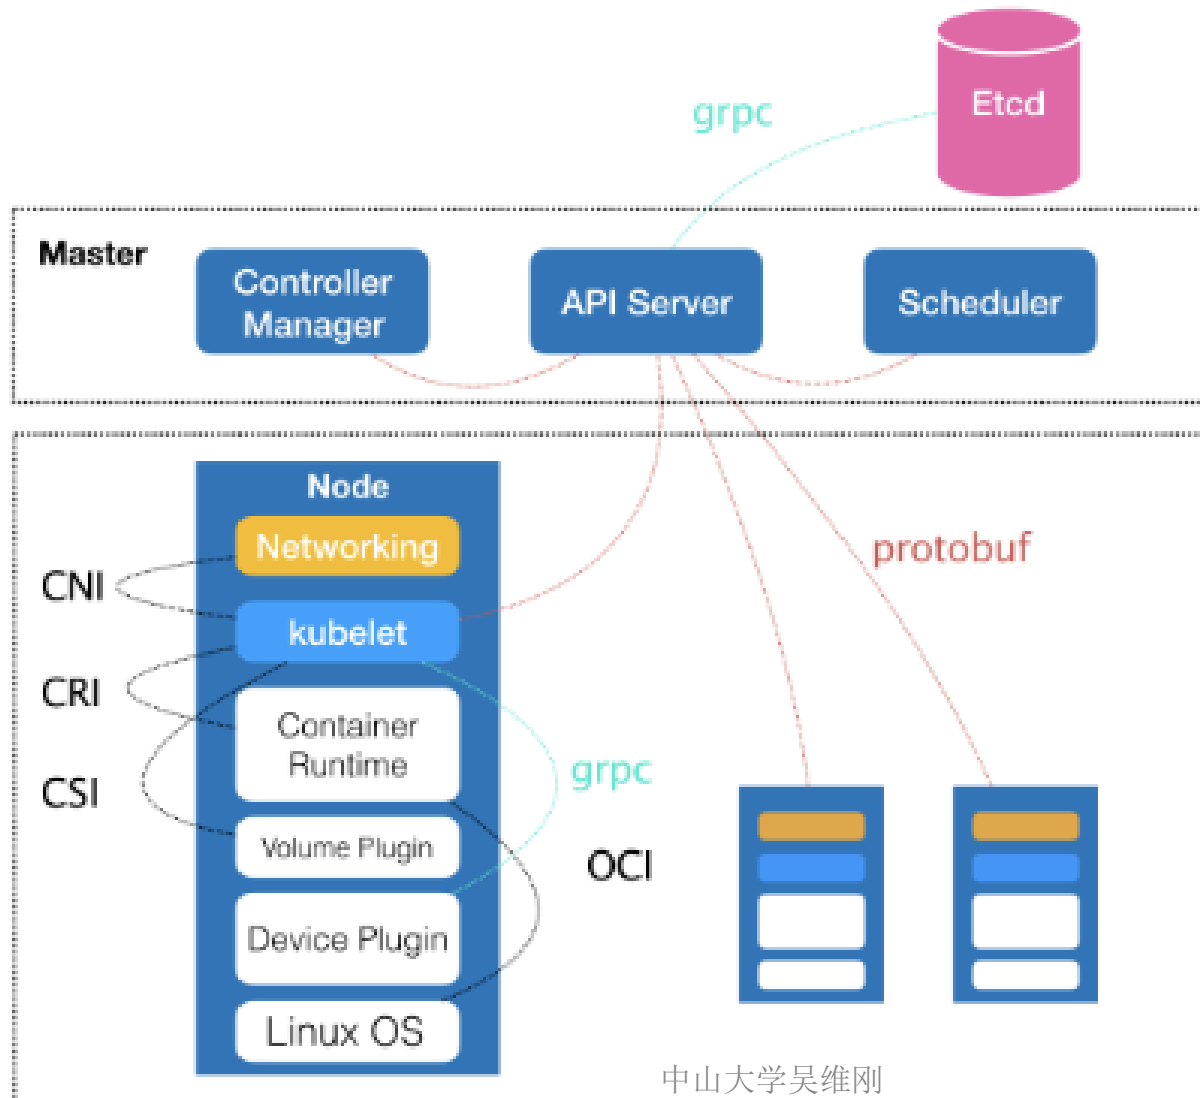 Etcd
grpc
Master
Controller
Manager
API Server
Scheduler
Node
Networking
CNI
kubelet
protobuf
CRI
Container
Runtime
grpc
CSI
Volume Plugin
OCI
Device Plugin
Linux OS
中山大学吴维刚